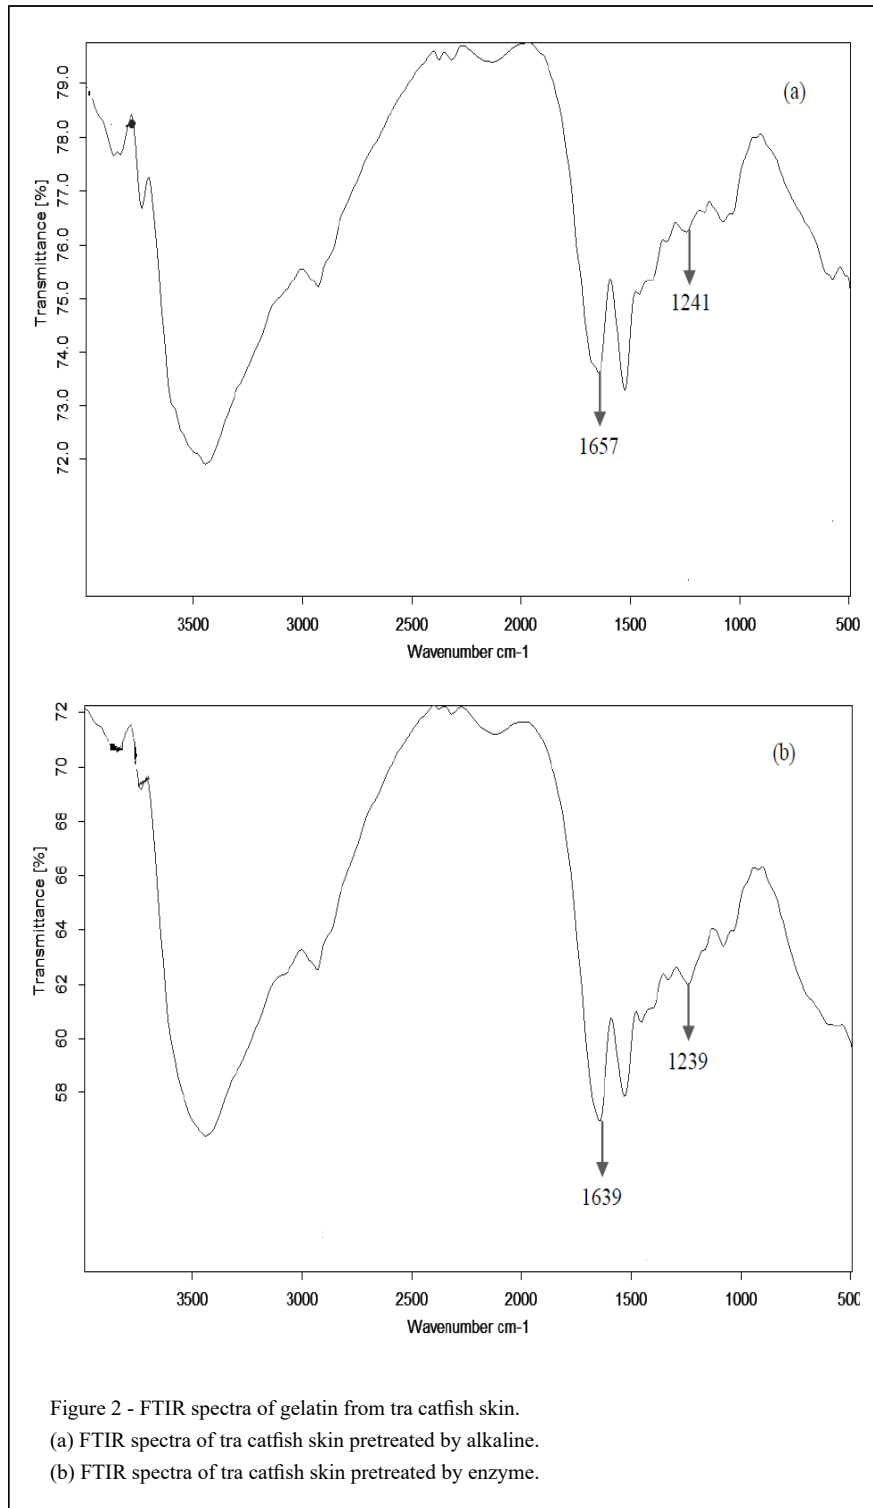 (a)
79.0
78.0
77.0
76.0
75.0
74.0
73.0
72.0
Transmittance [%]
1241
1657
3500 3000 2500 2000 1500 1000 500
Wavenumber cm-1
(b)
72
70
68
66
64
62
60
58
Transmittance [%]
1239
1639
3500 3000 2500 2000 1500 1000 500
Wavenumber cm-1
Figure 2 - FTIR spectra of gelatin from tra catfish skin.
(a) FTIR spectra of tra catfish skin pretreated by alkaline.
(b) FTIR spectra of tra catfish skin pretreated by enzyme.